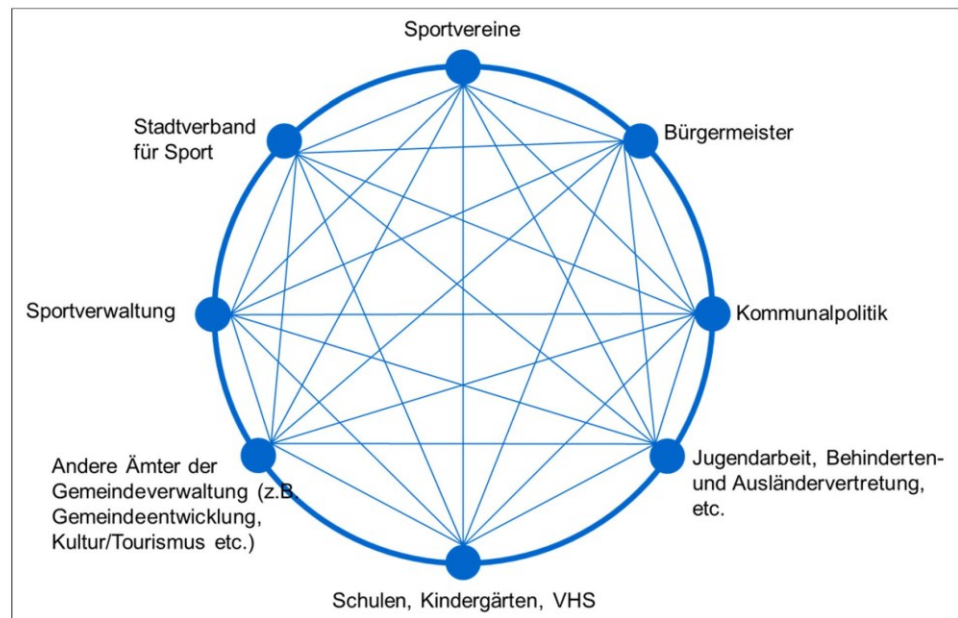 Sportvereine
Stadtverband
für Sport
Bürgermeister
Sportverwaltung
Kommunalpolitik
Andere Ämter der
Gemeindeverwaltung (z.B.
Gemeindeentwicklung,
Kultur/Tourismus etc.)
Jugendarbeit, Behinderten-
und Ausländervertretung,
etc.
Schulen, Kindergärten, VHS